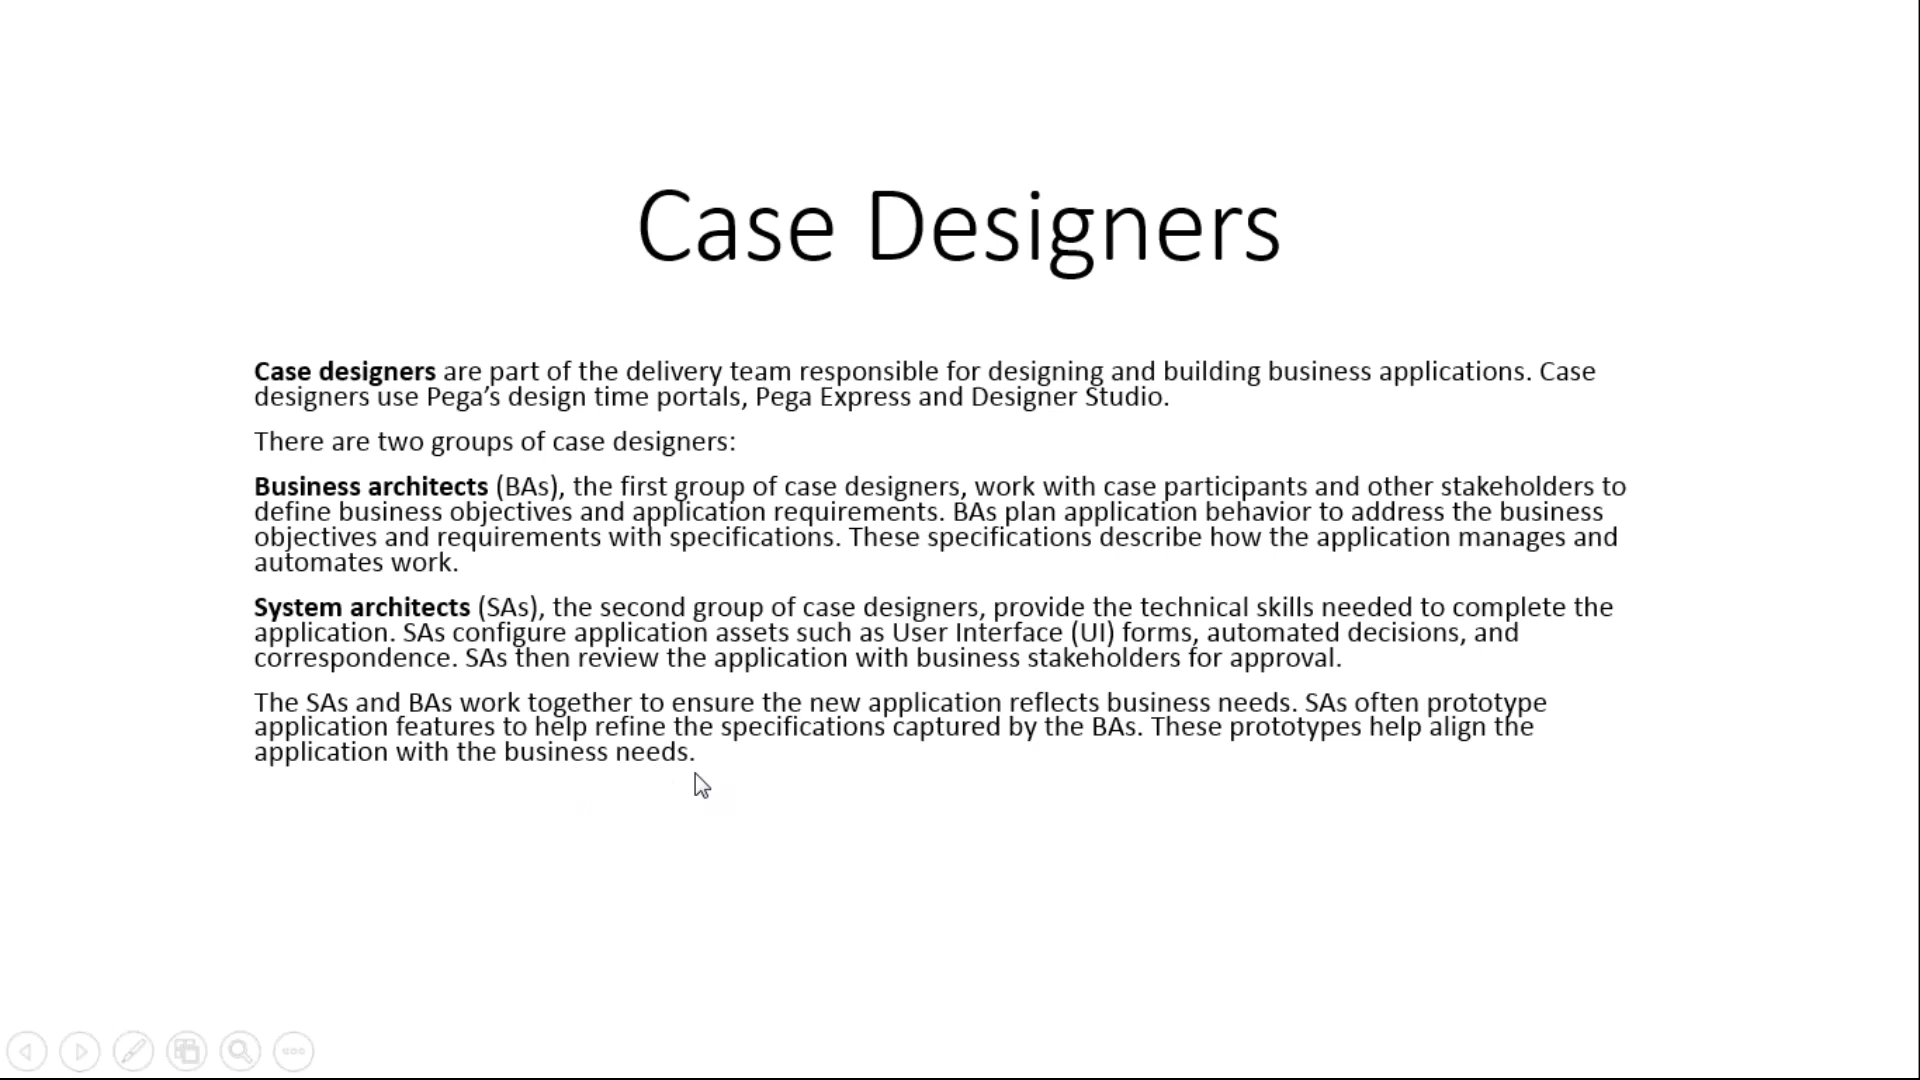 Case Designers
Case designers are part of the delivery team responsible for designing and building business applications. Case
designers use Pega’s design time portals, Pega Express and Designer Studio.
There are two groups of case designers:
Business architects (BAs), the first group of case designers, work with case participants and other stakeholders to
define business objectives and application requirements. BAs plan application behavior to address the business
objectives and requirements with specifications. These specifications describe how the application manages and
automates work.
System architects (SAs), the second group of case designers, provide the technical skills needed to complete the
application. SAs configure application assets such as User Interface (UI) forms, automated decisions, and
correspondence. SAs then review the application with business stakeholders for approval.
The SAs and BAs work together to ensure the new application reflects business needs. SAs often prototype
application features to help refine the specifications captured by the BAs. These prototypes help align the
application with the business needs.